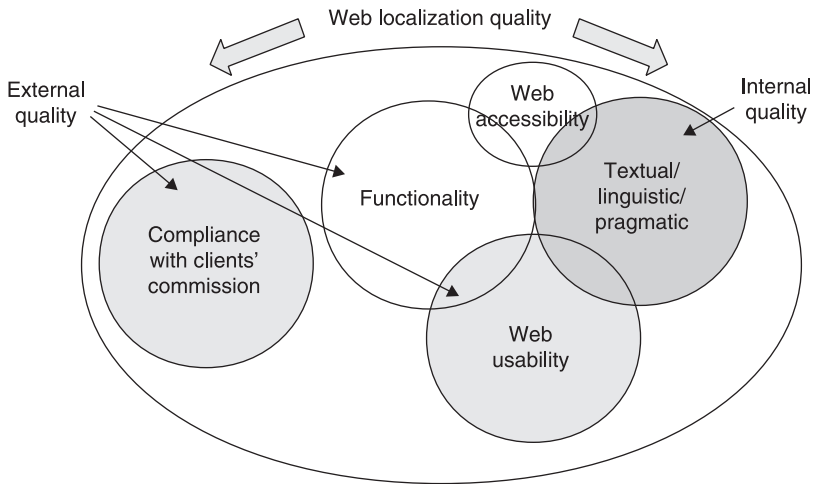 Web localization quality
External
quality
Internal
quality
Web
accessibility
Textual/
linguistic/
pragmatic
Functionality
Compliance
with clients’
commission
Web
usability